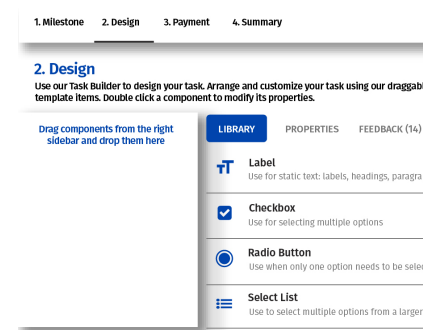 1. Milestone 2. Design 3. Payment 4. Summary
2. Design
Use our Task Builder to design your task. Arrange and customize your task using our draggabl
template items. Double click a component to modify its properties.
Drag components from the right
sidebar and drop them here
LIBRARY PROPERTIES FEEDBACK (14)
Label
Use for static text: labels, headings, paragra
Checkbox
Use for selecting multiple options
Radio Button
Use when only one option needs to be selec
Select List
Use to select multiple options from a larger